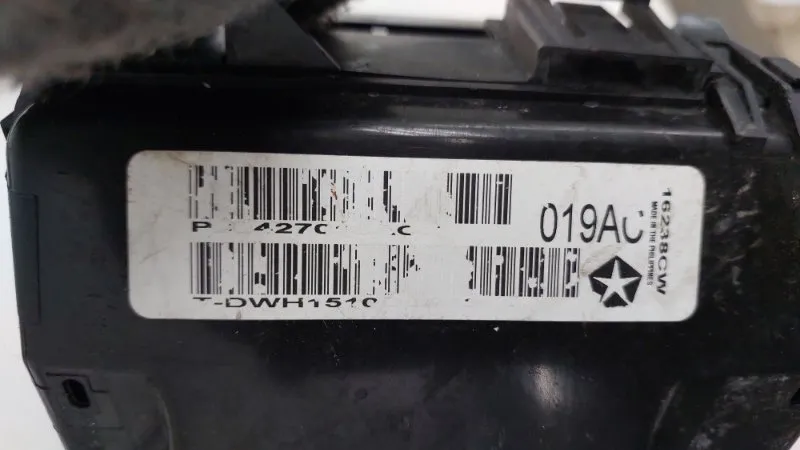 019AC
P 4270
T-DWH1510
16238CW
MADE IN THE PHILIPPINES